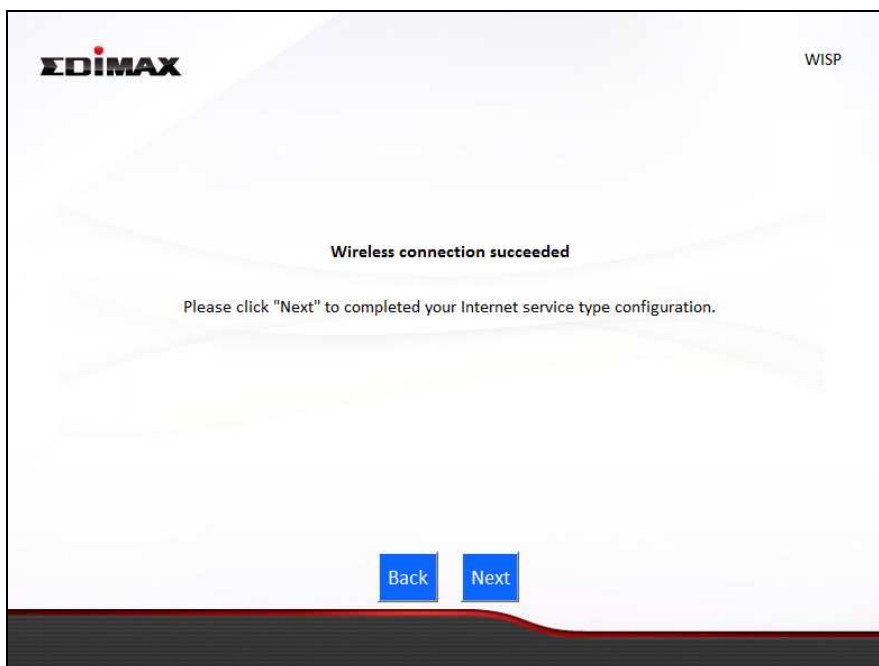 EDIMAX
WISP
Wireless connection succeeded
Please click "Next" to completed your Internet service type configuration.
Back
Next